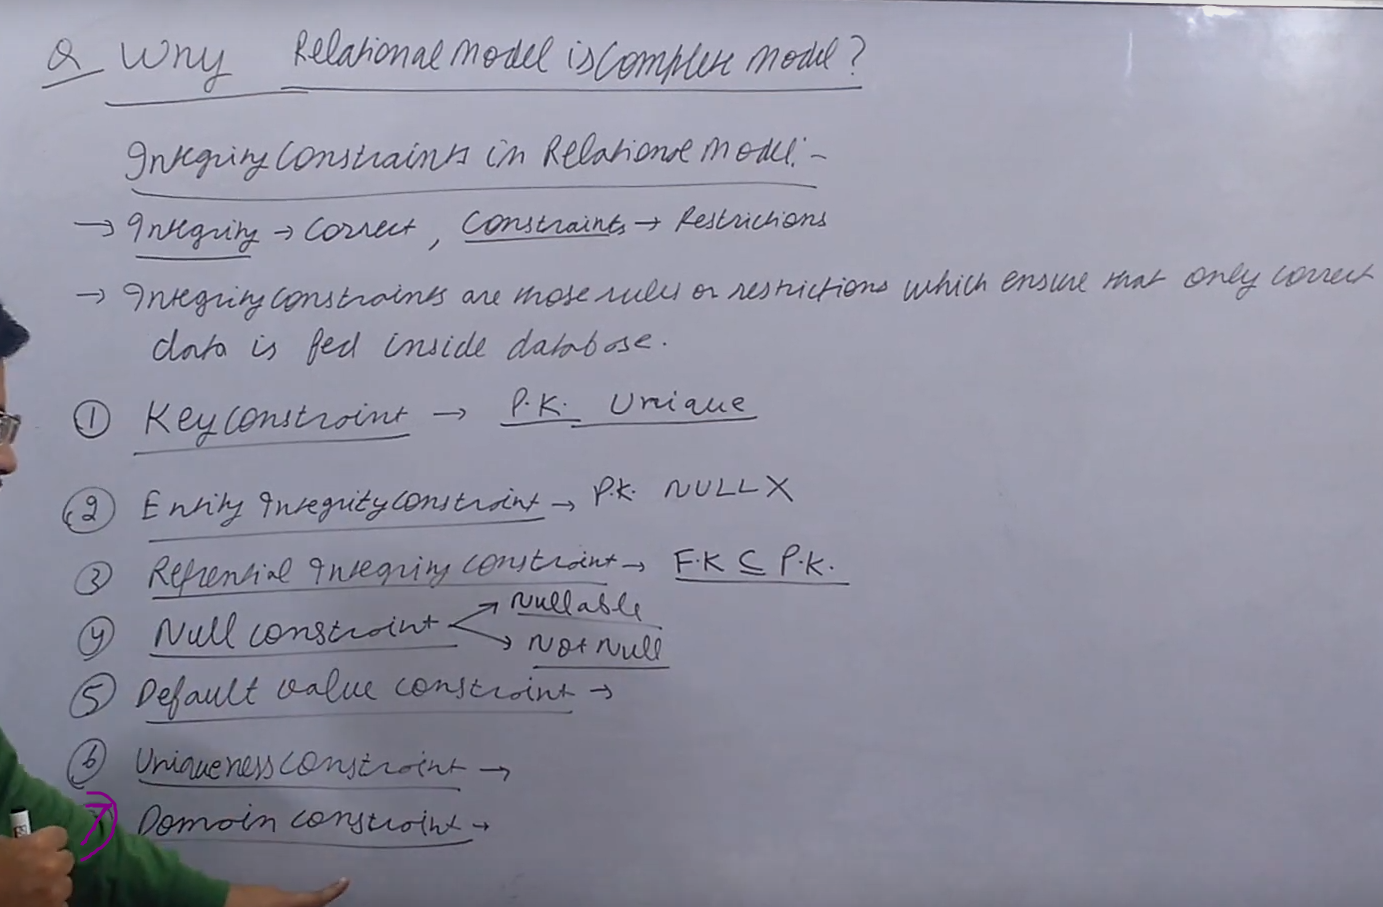 Q Why Relational Model is Complete Model?
Integrity Constraints in Relational Model:-
→ Integrity → Correct, Constraints → Restrictions
→ Integrity constraints are those rules or restrictions which ensure that only correct
data is fed inside database.
① Key constraint → P.K. Unique
② Entity Integrity constraint → P.K. NULL X
③ Refrential Integrity constraint → F.K ⊆ P.K.
④ Null constraint → Nullable
→ Not Null
⑤ Default value constraint →
⑥ Uniqueness constraint →
⑦ Domain constraint →